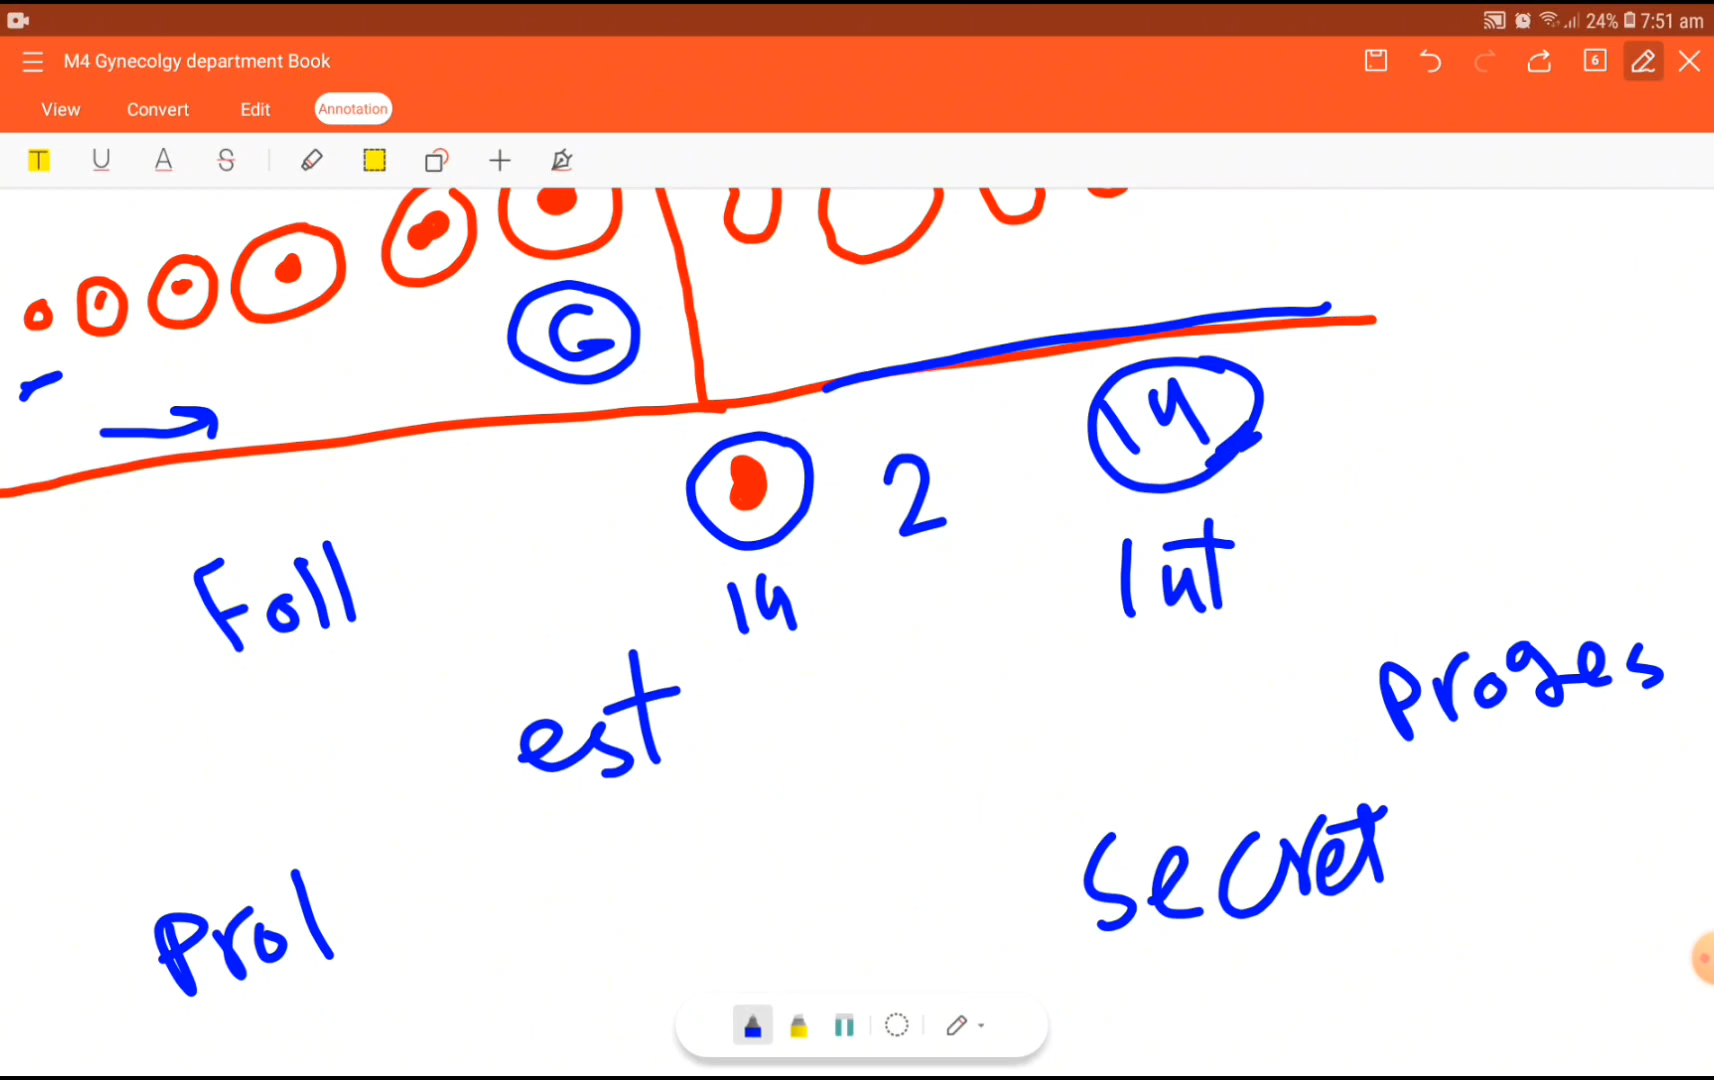 24% 7:51 am
M4 Gynecolgy department Book
6
View Convert Edit Annotation
T U A S
G
14
2
14
Foll
lut
est
Proges
Secret
Prol